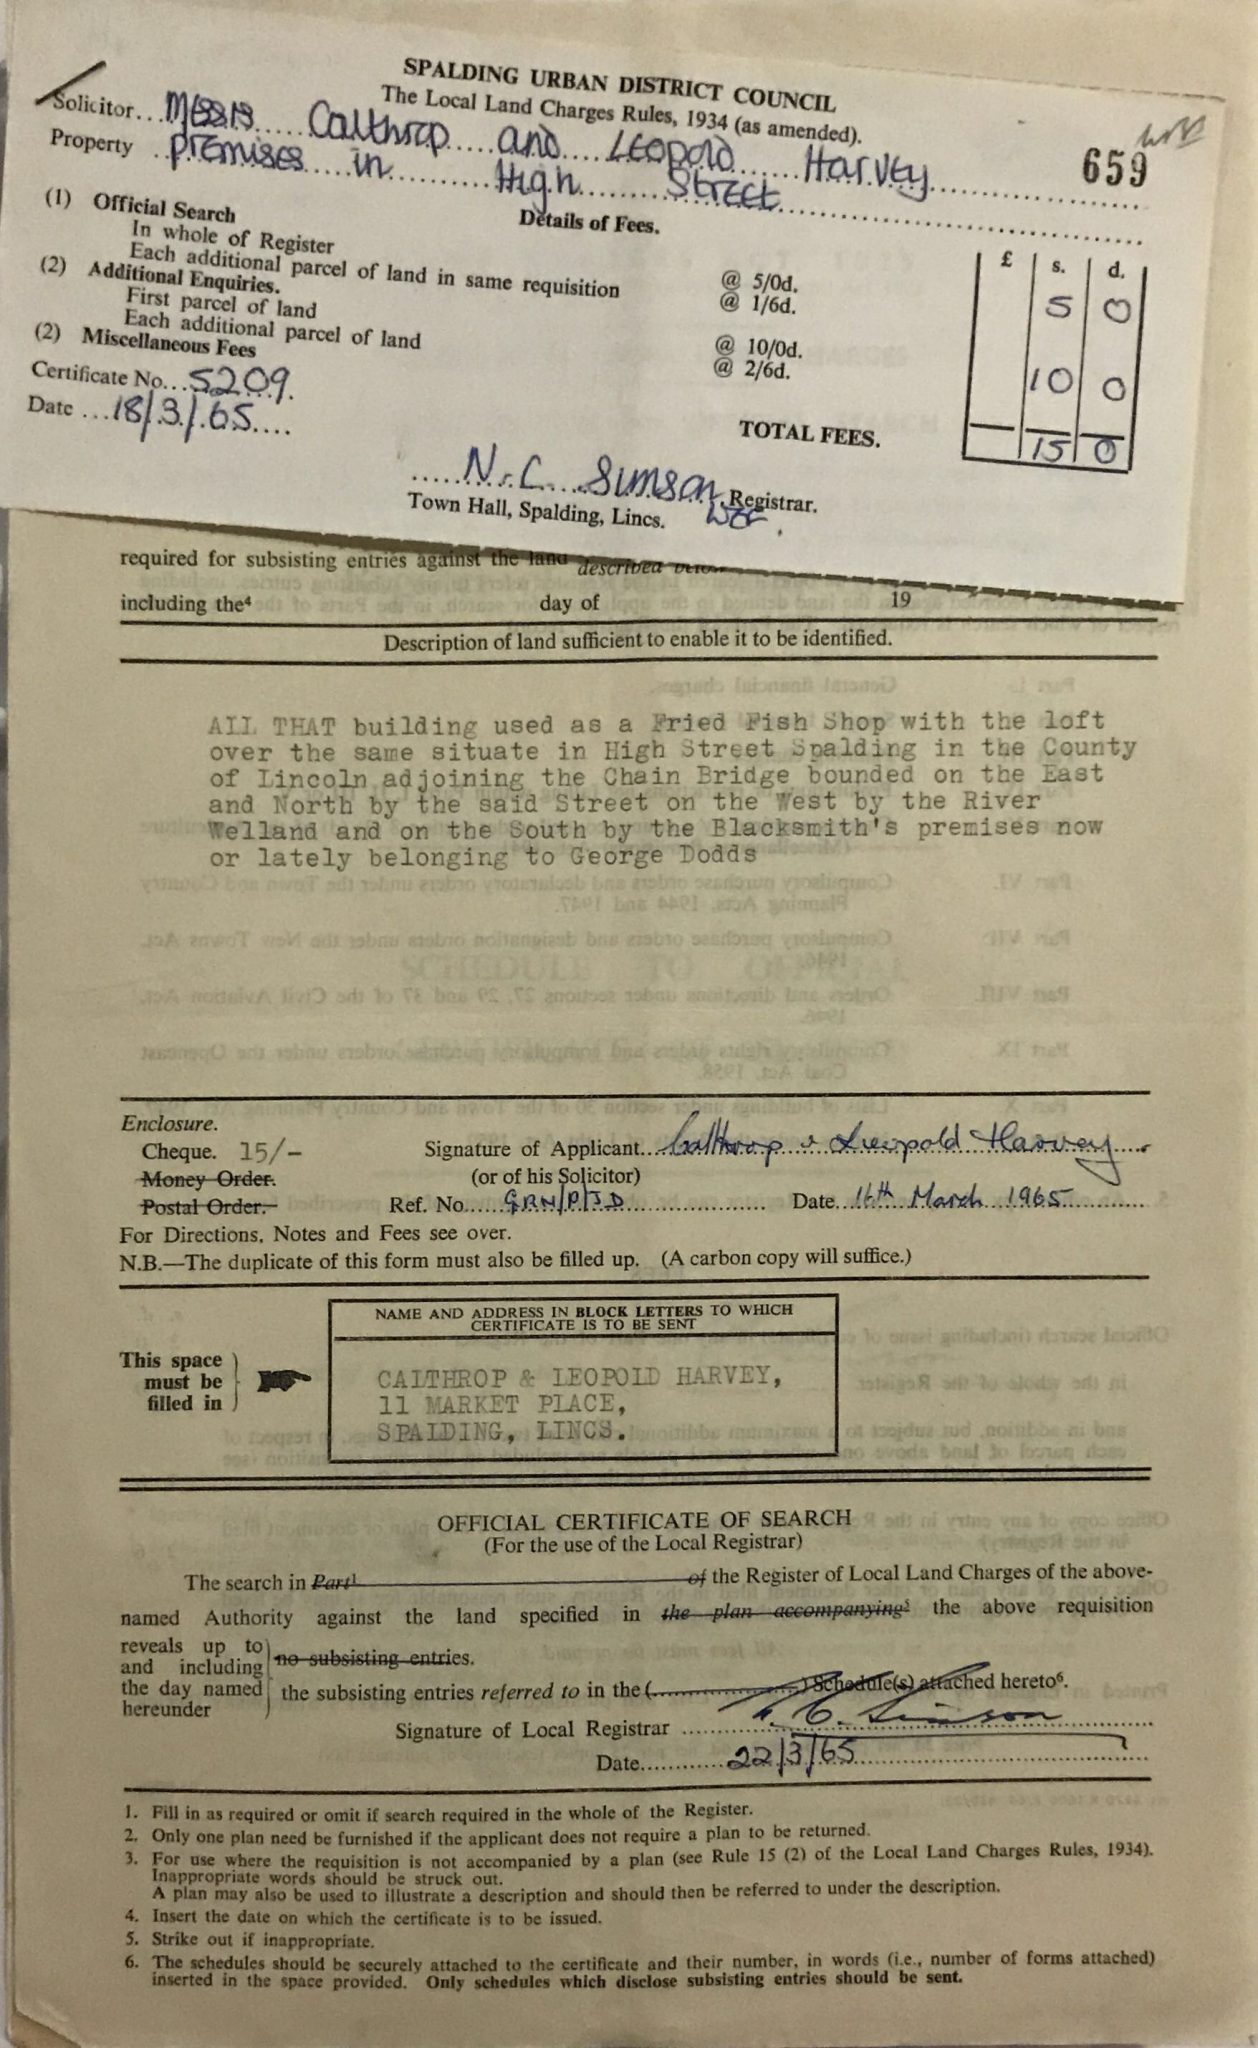 SPALDING URBAN DISTRICT COUNCIL
The Local Land Charges Rules, 1934 (as amended).
Solicitor...Messrs.....Calthrop....and....Leopold....Harvey
Property ..Premises....in.......High.......Street
659
Details of Fees.
(1) Official Search
In whole of Register @ 5/0d.
Each additional parcel of land in same requisition @ 1/6d.
(2) Additional Enquiries.
First parcel of land @ 10/0d.
Each additional parcel of land @ 2/6d.
(2) Miscellaneous Fees
£ s. d.
5 0
10 0
TOTAL FEES. 15 0
Certificate No...5209.
Date ...18/3/.65....
....N.C....Simson..Registrar.
Town Hall, Spalding, Lincs.
required for subsisting entries against the land described
including the⁴ day of 19
Description of land sufficient to enable it to be identified.
ALL THAT building used as a Fried Fish Shop with the loft
over the same situate in High Street Spalding in the County
of Lincoln adjoining the Chain Bridge bounded on the East
and North by the said Street on the West by the River
Welland and on the South by the Blacksmith's premises now
or lately belonging to George Dodds
Enclosure.
Cheque. 15/- Signature of Applicant...Calthrop & Leopold Harvey
Money Order. (or of his Solicitor)
Postal Order. Ref. No.....GRN/P/JD........ Date..16th March 1965
For Directions, Notes and Fees see over.
N.B.—The duplicate of this form must also be filled up. (A carbon copy will suffice.)
NAME AND ADDRESS IN BLOCK LETTERS TO WHICH
CERTIFICATE IS TO BE SENT
This space
must be
filled in
CALTHROP & LEOPOLD HARVEY,
11 MARKET PLACE,
SPALDING, LINCS.
OFFICIAL CERTIFICATE OF SEARCH
(For the use of the Local Registrar)
The search in Part¹ of the Register of Local Land Charges of the above-
named Authority against the land specified in the plan accompanying⁵ the above requisition
reveals up to
and including
the day named
hereunder
no subsisting entries.
the subsisting entries referred to in the (....................) Schedule(s) attached hereto⁶.
Signature of Local Registrar ....N. C. Simson
Date............22/3/65
1. Fill in as required or omit if search required in the whole of the Register.
2. Only one plan need be furnished if the applicant does not require a plan to be returned.
3. For use where the requisition is not accompanied by a plan (see Rule 15 (2) of the Local Land Charges Rules, 1934).
Inappropriate words should be struck out.
A plan may also be used to illustrate a description and should then be referred to under the description.
4. Insert the date on which the certificate is to be issued.
5. Strike out if inappropriate.
6. The schedules should be securely attached to the certificate and their number, in words (i.e., number of forms attached)
inserted in the space provided. Only schedules which disclose subsisting entries should be sent.